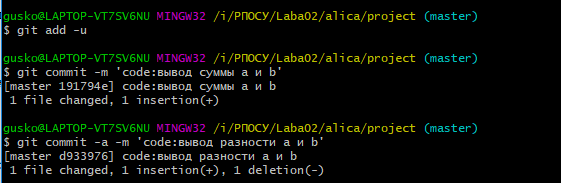 gusko@LAPTOP-VT7SV6NU MINGW32 /i/РПОСУ/Laba02/alica/project (master)
$ git add -u
gusko@LAPTOP-VT7SV6NU MINGW32 /i/РПОСУ/Laba02/alica/project (master)
$ git commit -m 'code:вывод суммы a и b'
[master 191794e] code:вывод суммы a и b
1 file changed, 1 insertion(+)
gusko@LAPTOP-VT7SV6NU MINGW32 /i/РПОСУ/Laba02/alica/project (master)
$ git commit -a -m 'code:вывод разности a и b'
[master d933976] code:вывод разности a и b
1 file changed, 1 insertion(+), 1 deletion(-)